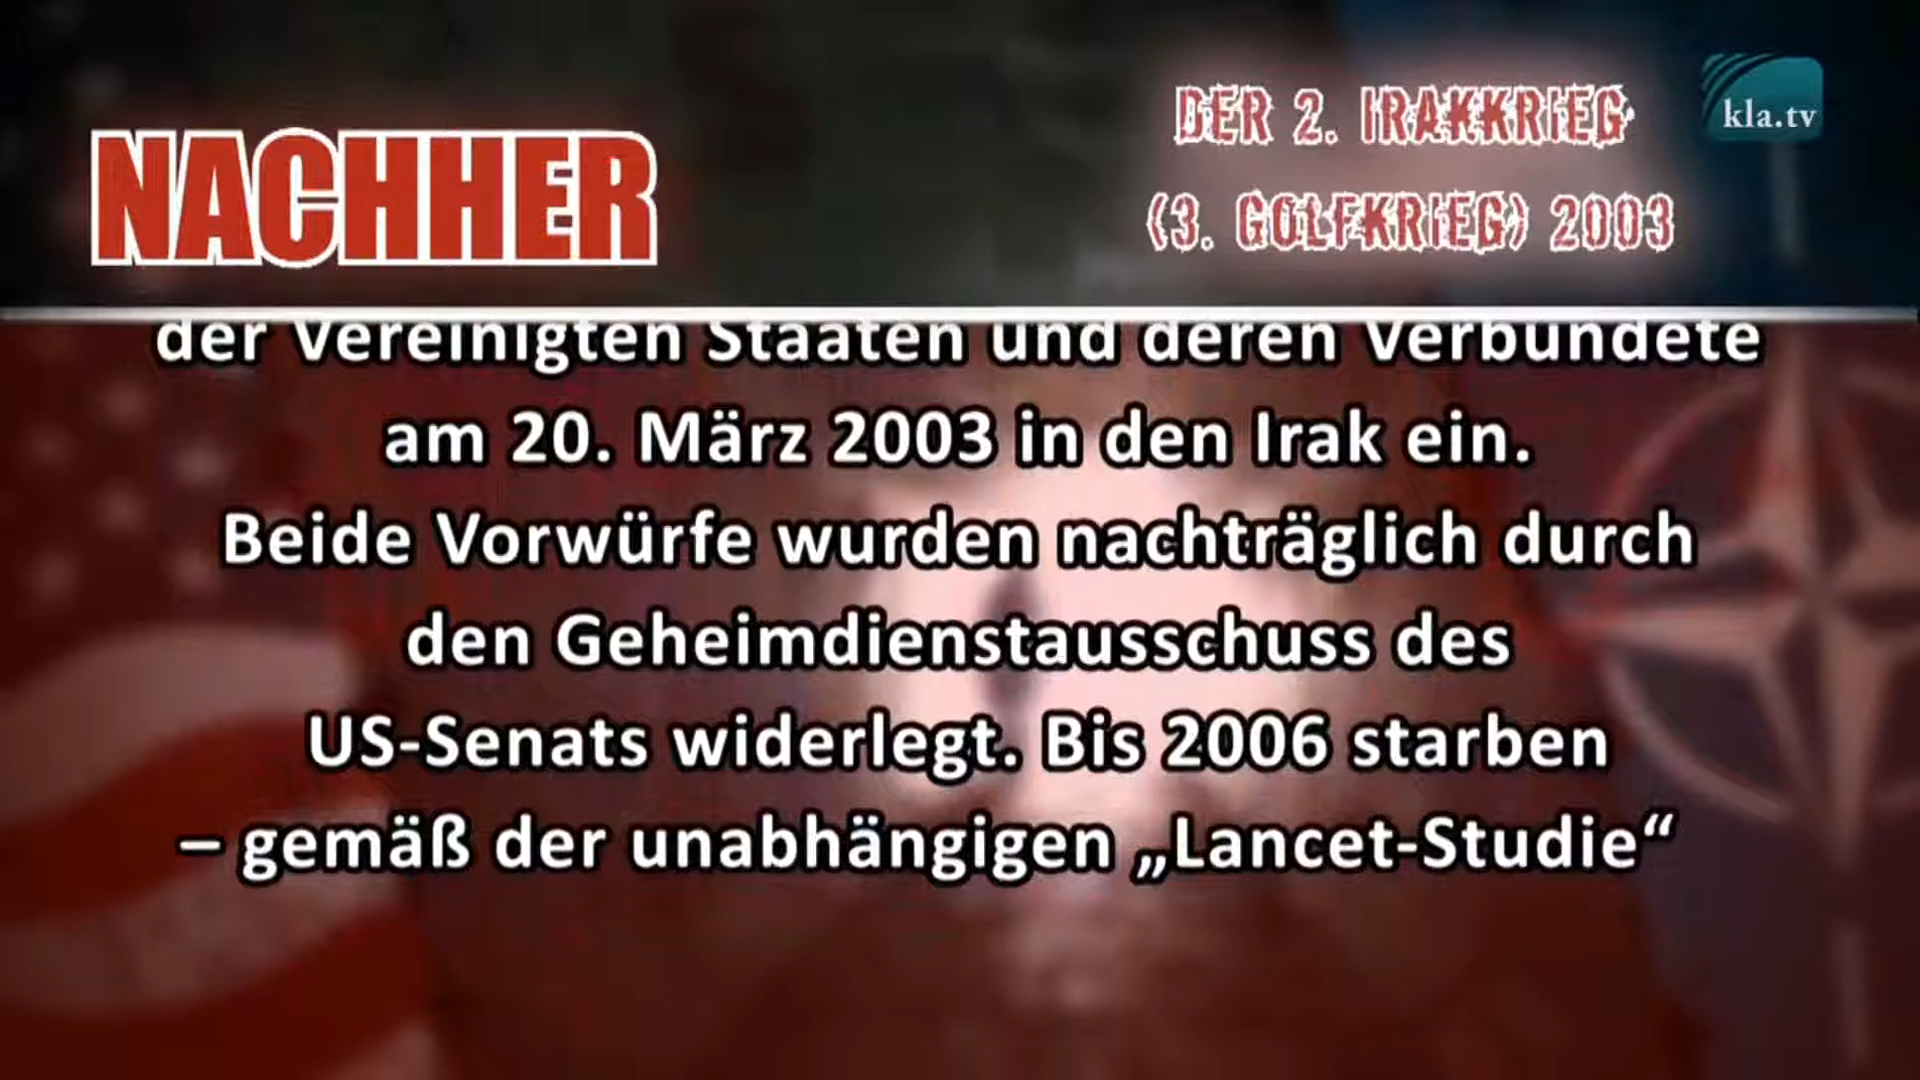 NACHHER
DER 2. IRAKKRIEG
(3. GOLFKRIEG) 2003
kla.tv
der Vereinigten Staaten und deren Verbündete
am 20. März 2003 in den Irak ein.
Beide Vorwürfe wurden nachträglich durch
den Geheimdienstausschuss des
US-Senats widerlegt. Bis 2006 starben
– gemäß der unabhängigen „Lancet-Studie“